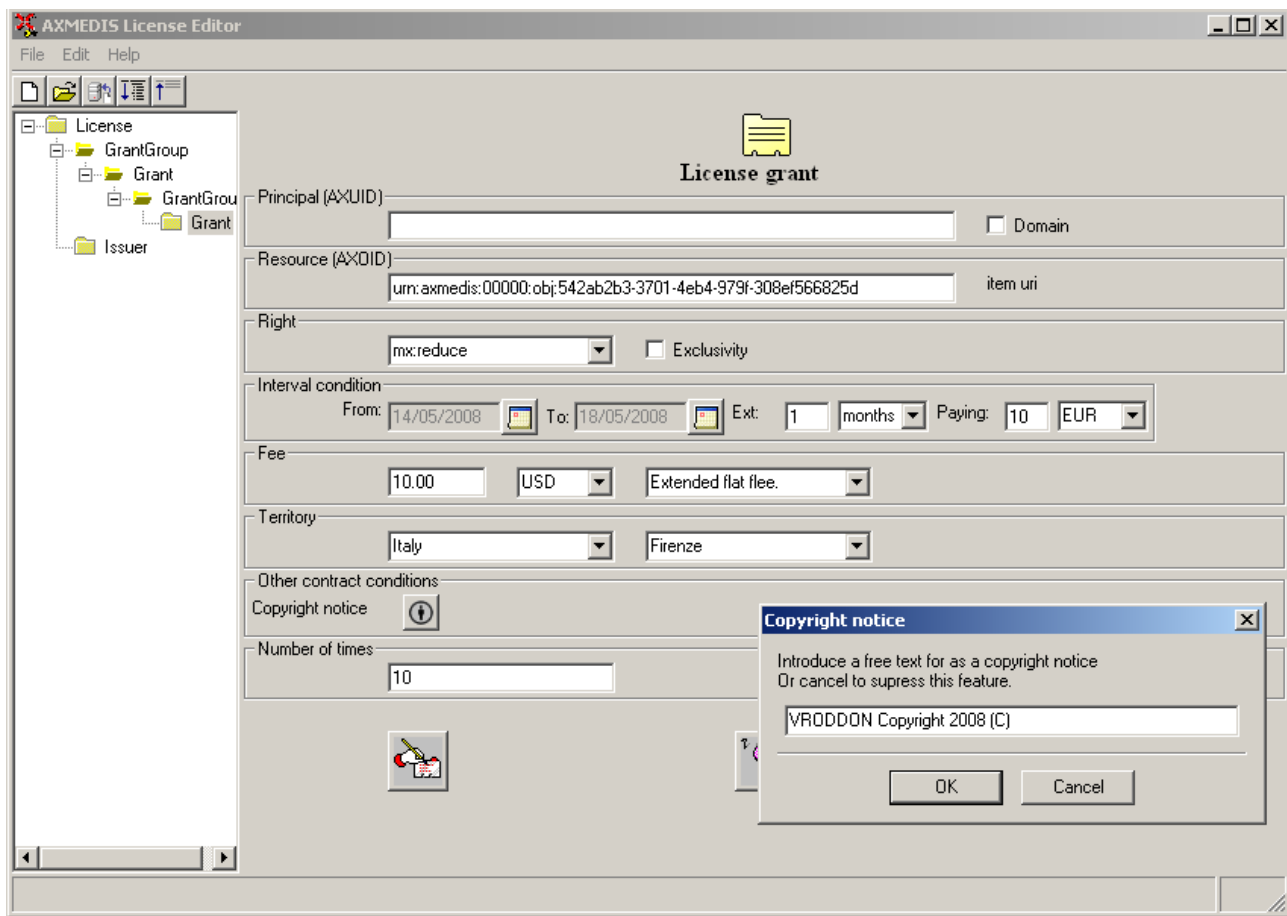 AXMEDIS License Editor
File Edit Help
License
GrantGroup
Grant
GrantGrou
Grant
Issuer
License grant
Principal (AXUID)
Domain
Resource (AXOID)
urn:axmedis:00000:obj:542ab2b3-3701-4eb4-979f-308ef566825d item uri
Right
mx:reduce Exclusivity
Interval condition
From: 14/05/2008 To: 18/05/2008 Ext: 1 months Paying: 10 EUR
Fee
10.00 USD Extended flat flee.
Territory
Italy Firenze
Other contract conditions
Copyright notice
Number of times
10
Copyright notice
Introduce a free text for as a copyright notice
Or cancel to supress this feature.
VRODDON Copyright 2008 (C)
OK Cancel